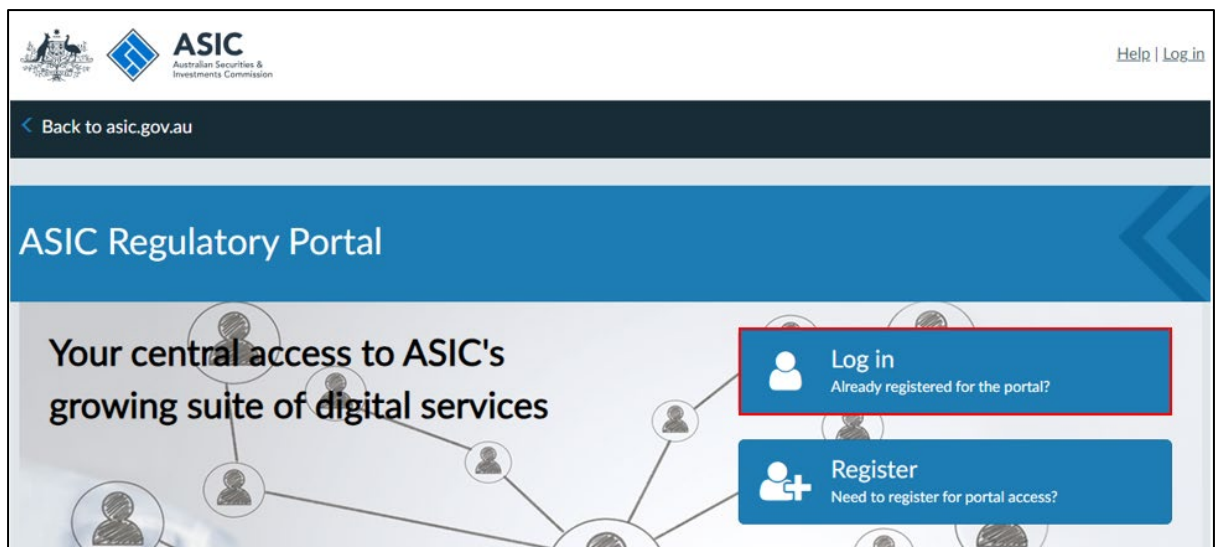 ASIC
Australian Securities &
Investments Commission
Help | Log in
Back to asic.gov.au
ASIC Regulatory Portal
Your central access to ASIC's
growing suite of digital services
Log in
Already registered for the portal?
Register
Need to register for portal access?